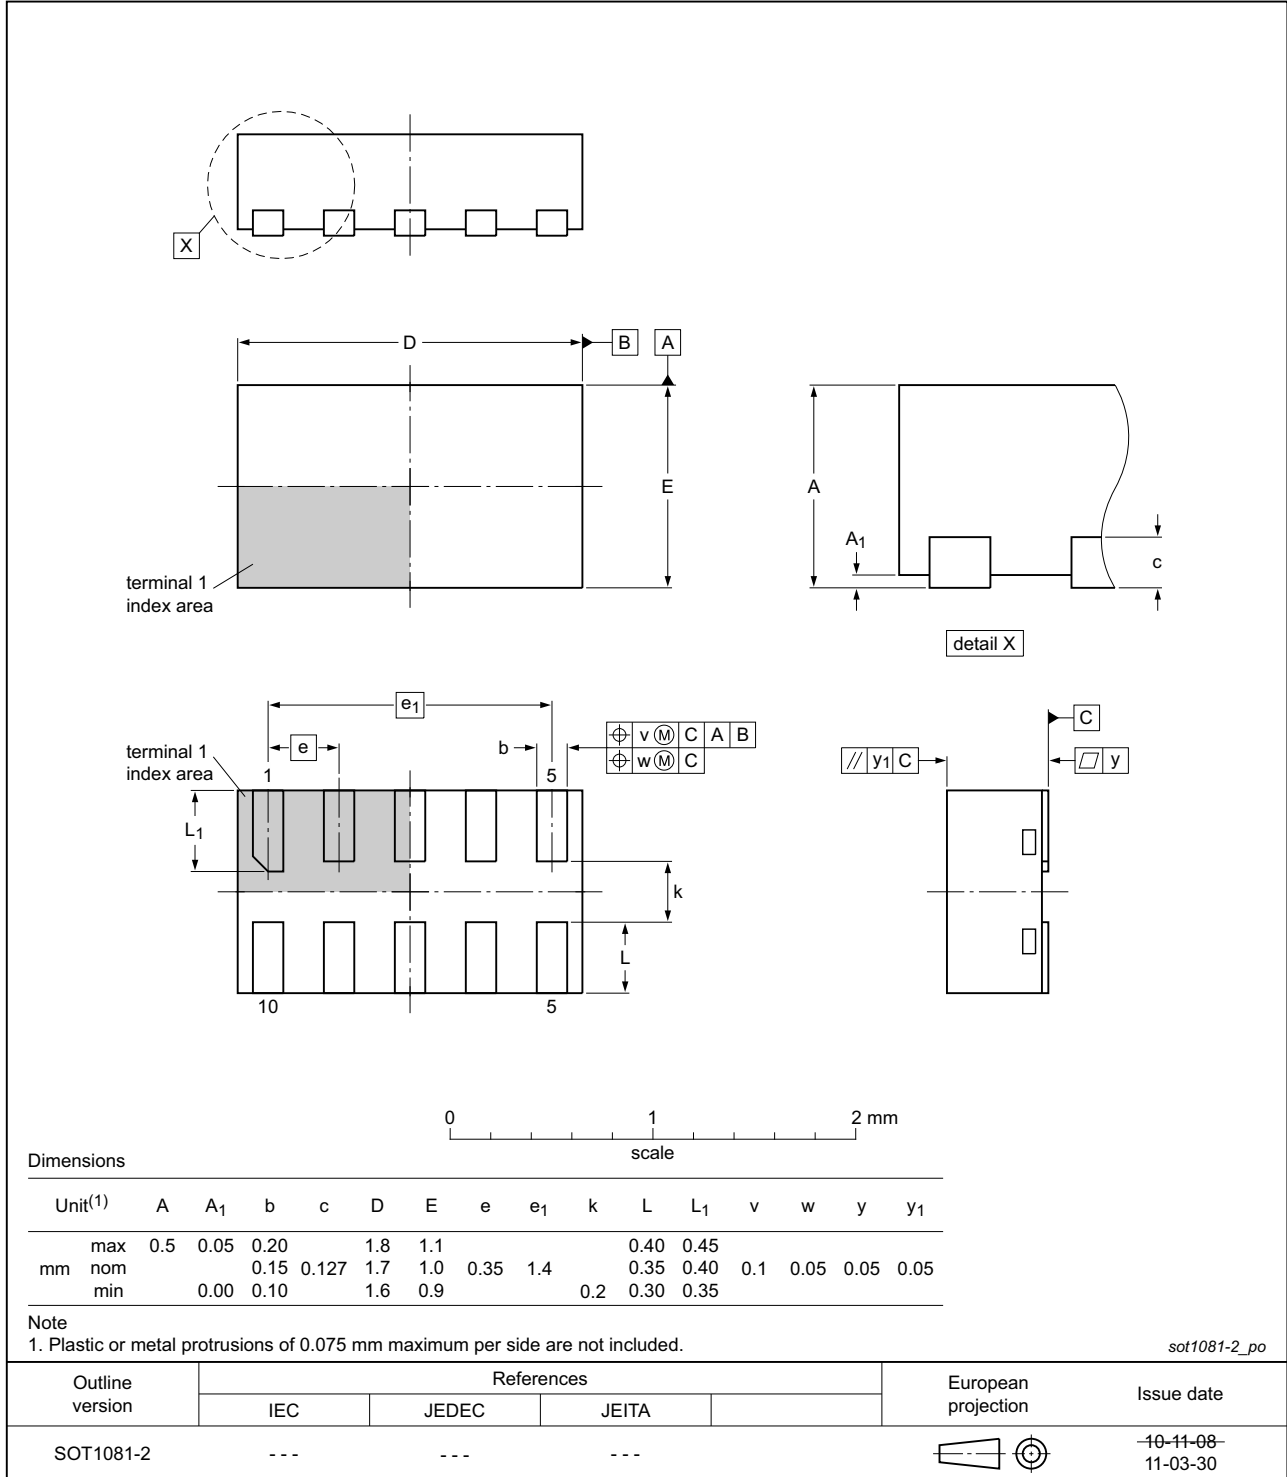 X
D
B
A
E
terminal 1
index area
A
A1
c
detail X
e1
e
b
v M C A B
w M C
terminal 1
index area
1
5
L1
k
L
10
5
C
// y1 C
y
0 1 2 mm
scale
Dimensions
Unit(1) A A1 b c D E e e1 k L L1 v w y y1
max 0.5 0.05 0.20 1.8 1.1 0.40 0.45
mm nom 0.15 0.127 1.7 1.0 0.35 1.4 0.35 0.40 0.1 0.05 0.05 0.05
min 0.00 0.10 1.6 0.9 0.2 0.30 0.35
Note
1. Plastic or metal protrusions of 0.075 mm maximum per side are not included.
sot1081-2_po
Outline
version
References
IEC JEDEC JEITA
European
projection
Issue date
SOT1081-2 - - - - - - - - -
10-11-08
11-03-30